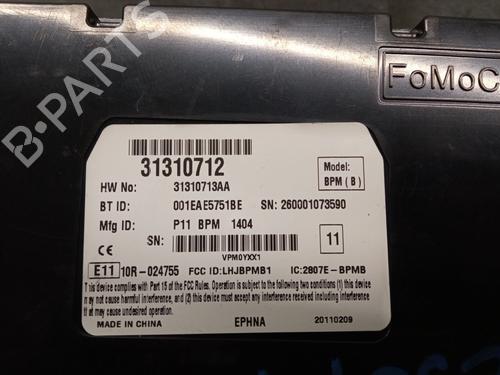 B-PARTS
FoMoC
31310712
Model:
BPM (B)
HW No: 31310713AA
BT ID: 001EAE5751BE SN: 260001073590
Mfg ID: P11 BPM 1404
SN:
11
VPM0YXX1
E11 10R-024755 FCC ID:LHJBPMB1 IC:2807E-BPMB
This device complies with Part 15 of the FCC Rules. Operation is subject to the following two
conditions: (1) this device may not cause harmful interference, and (2) this device must
accept any interference received, including interference that may cause undesired operation.
MADE IN CHINA EPHNA 20110209